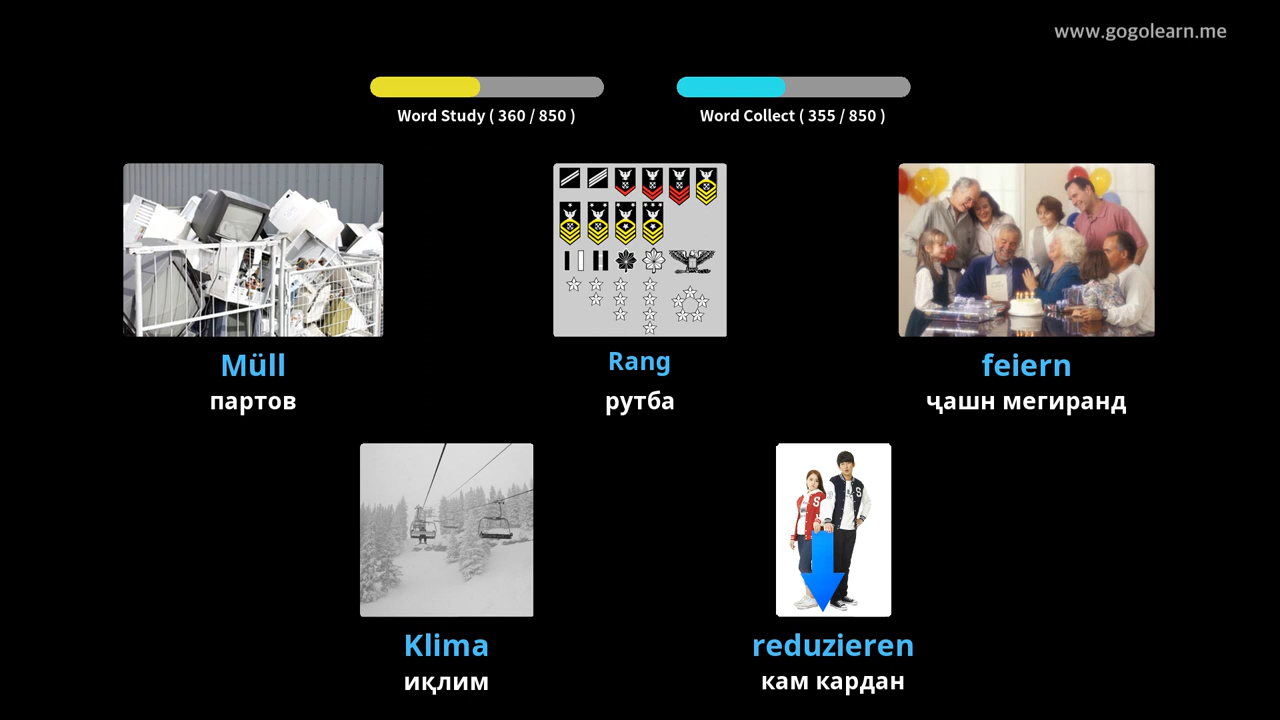 www.gogolearn.me
Word Study ( 360 / 850 )
Word Collect ( 355 / 850 )
Müll
партов
Rang
рутба
feiern
ҷашн мегиранд
Klima
иқлим
reduzieren
кам кардан